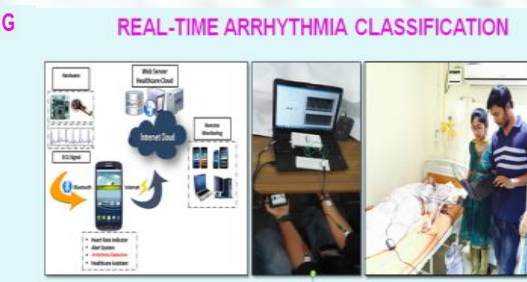 G
REAL-TIME ARRHYTHMIA CLASSIFICATION
Hardware
Web Server
Healthcare Cloud
Internet Cloud
Remote
Monitoring
ECG Signal
Bluetooth
Internet
Heart Rate Indicator
Alert System
Arrhythmia Detection
Healthcare Assistant